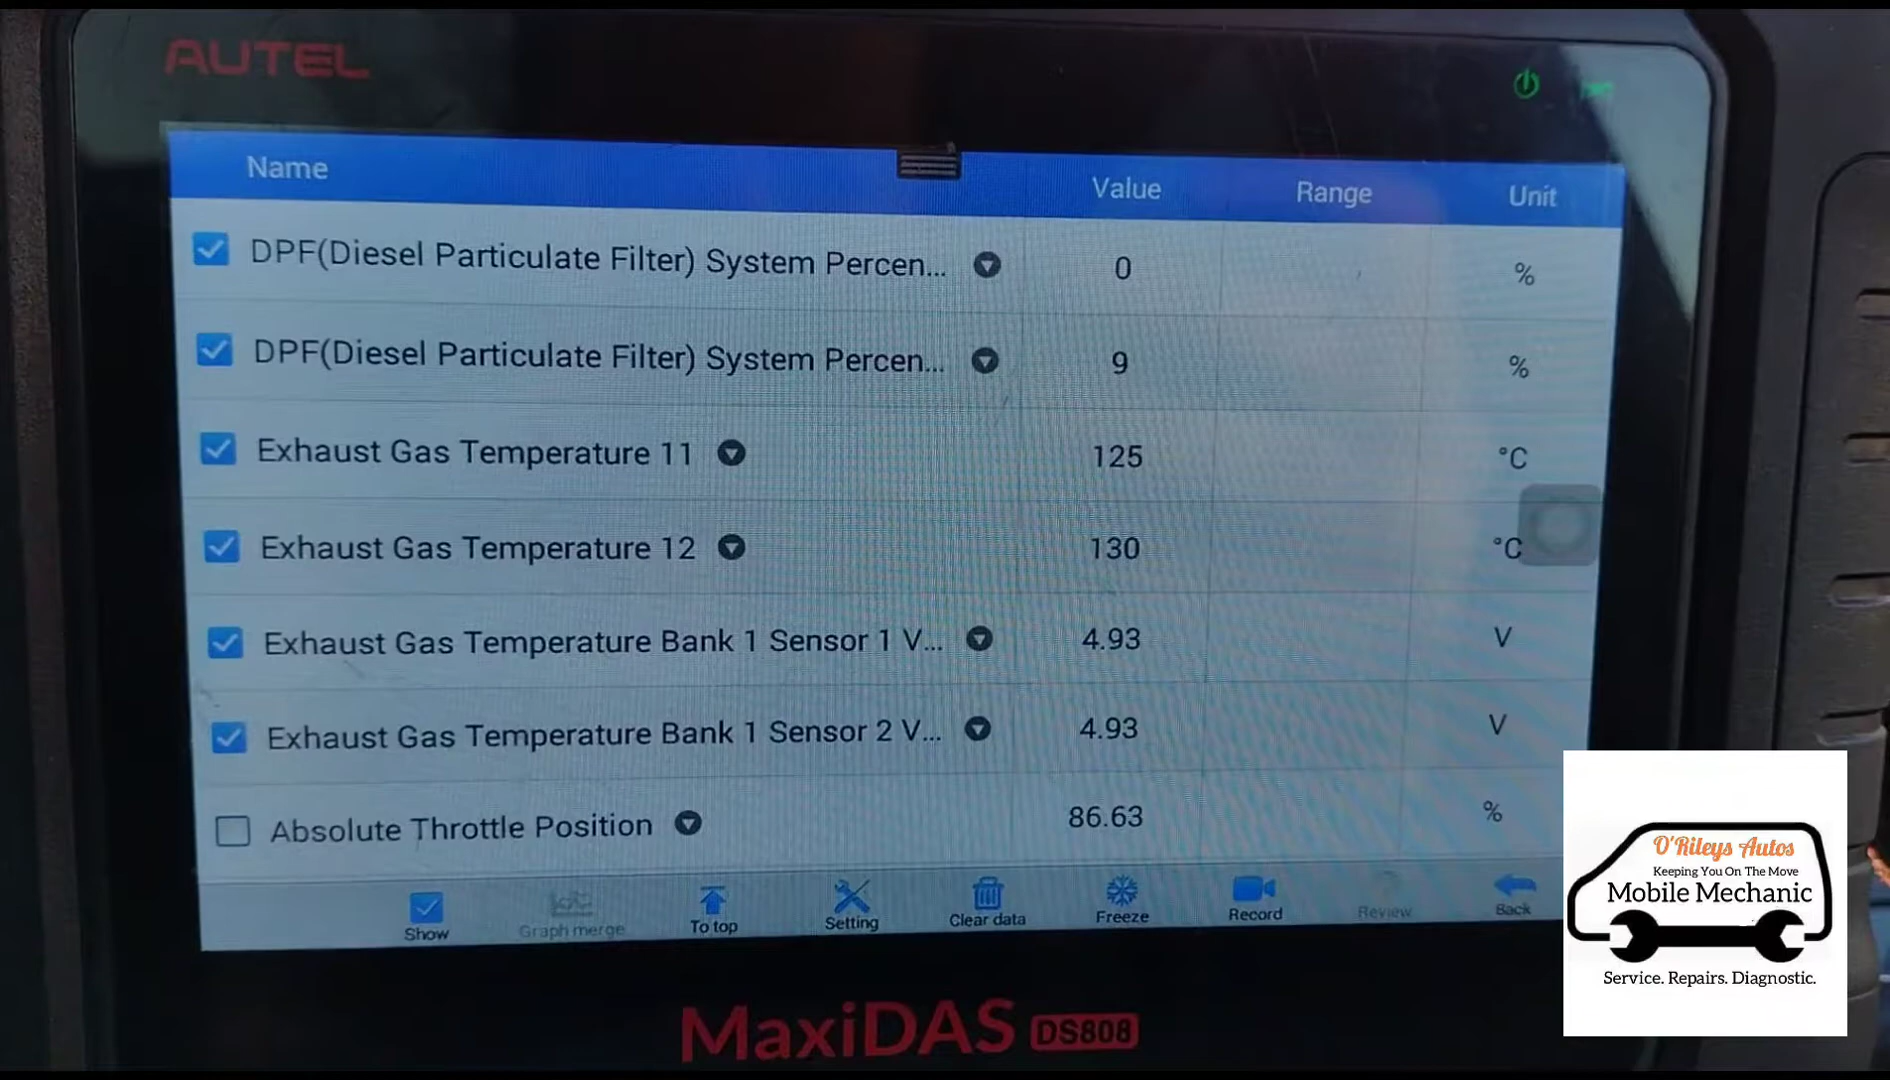 AUTEL
Name Value Range Unit
DPF(Diesel Particulate Filter) System Percen... 0 %
DPF(Diesel Particulate Filter) System Percen... 9 %
Exhaust Gas Temperature 11 125 °C
Exhaust Gas Temperature 12 130 °C
Exhaust Gas Temperature Bank 1 Sensor 1 V... 4.93 V
Exhaust Gas Temperature Bank 1 Sensor 2 V... 4.93 V
Absolute Throttle Position 86.63 %
Show Graph merge To top Setting Clear data Freeze Record Review Back
MaxiDAS DS808
O'Rileys Autos
Keeping You On The Move
Mobile Mechanic
Service. Repairs. Diagnostic.